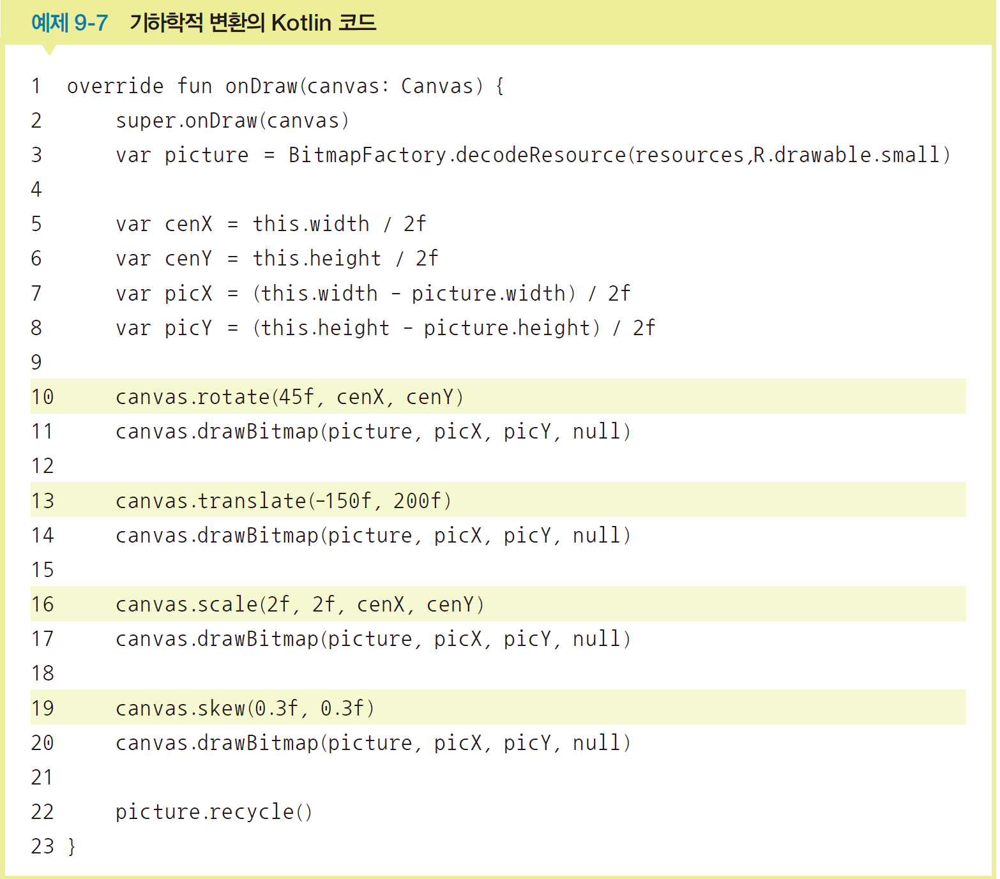 예제 9-7 기하학적 변환의 Kotlin 코드
1 override fun onDraw(canvas: Canvas) {
2     super.onDraw(canvas)
3     var picture = BitmapFactory.decodeResource(resources,R.drawable.small)
4
5     var cenX = this.width / 2f
6     var cenY = this.height / 2f
7     var picX = (this.width - picture.width) / 2f
8     var picY = (this.height - picture.height) / 2f
9
10     canvas.rotate(45f, cenX, cenY)
11     canvas.drawBitmap(picture, picX, picY, null)
12
13     canvas.translate(-150f, 200f)
14     canvas.drawBitmap(picture, picX, picY, null)
15
16     canvas.scale(2f, 2f, cenX, cenY)
17     canvas.drawBitmap(picture, picX, picY, null)
18
19     canvas.skew(0.3f, 0.3f)
20     canvas.drawBitmap(picture, picX, picY, null)
21
22     picture.recycle()
23 }